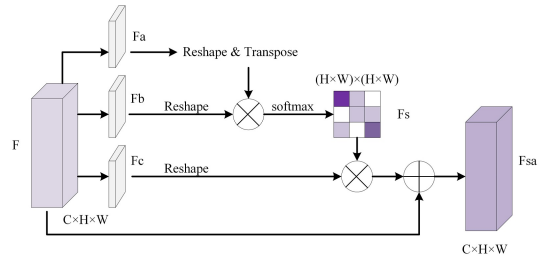 Fa
Reshape & Transpose
(H×W)×(H×W)
Fb
Reshape
softmax
Fs
F
Fc
Reshape
Fsa
C×H×W
C×H×W